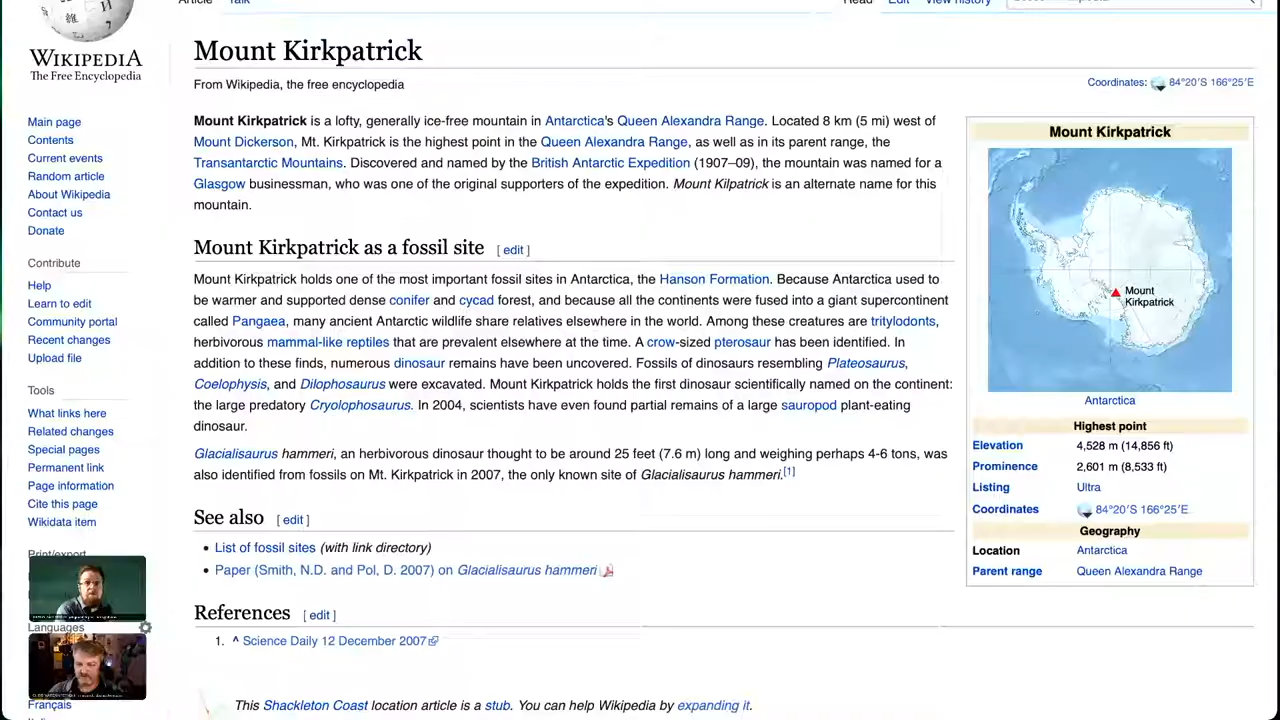 Article Talk Read Edit View history
WIKIPEDIA
The Free Encyclopedia
Main page
Contents
Current events
Random article
About Wikipedia
Contact us
Donate
Contribute
Help
Learn to edit
Community portal
Recent changes
Upload file
Tools
What links here
Related changes
Special pages
Permanent link
Page information
Cite this page
Wikidata item
Print/export
Languages
Français
Mount Kirkpatrick
From Wikipedia, the free encyclopedia
Coordinates: 84°20′S 166°25′E
Mount Kirkpatrick is a lofty, generally ice-free mountain in Antarctica's Queen Alexandra Range. Located 8 km (5 mi) west of
Mount Dickerson, Mt. Kirkpatrick is the highest point in the Queen Alexandra Range, as well as in its parent range, the
Transantarctic Mountains. Discovered and named by the British Antarctic Expedition (1907–09), the mountain was named for a
Glasgow businessman, who was one of the original supporters of the expedition. Mount Kilpatrick is an alternate name for this
mountain.
Mount Kirkpatrick as a fossil site [ edit ]
Mount Kirkpatrick holds one of the most important fossil sites in Antarctica, the Hanson Formation. Because Antarctica used to
be warmer and supported dense conifer and cycad forest, and because all the continents were fused into a giant supercontinent
called Pangaea, many ancient Antarctic wildlife share relatives elsewhere in the world. Among these creatures are tritylodonts,
herbivorous mammal-like reptiles that are prevalent elsewhere at the time. A crow-sized pterosaur has been identified. In
addition to these finds, numerous dinosaur remains have been uncovered. Fossils of dinosaurs resembling Plateosaurus,
Coelophysis, and Dilophosaurus were excavated. Mount Kirkpatrick holds the first dinosaur scientifically named on the continent:
the large predatory Cryolophosaurus. In 2004, scientists have even found partial remains of a large sauropod plant-eating
dinosaur.
Glacialisaurus hammeri, an herbivorous dinosaur thought to be around 25 feet (7.6 m) long and weighing perhaps 4-6 tons, was
also identified from fossils on Mt. Kirkpatrick in 2007, the only known site of Glacialisaurus hammeri.[1]
See also [ edit ]
• List of fossil sites (with link directory)
• Paper (Smith, N.D. and Pol, D. 2007) on Glacialisaurus hammeri
References [ edit ]
1. ^ Science Daily 12 December 2007
This Shackleton Coast location article is a stub. You can help Wikipedia by expanding it.
Mount Kirkpatrick
Mount
Kirkpatrick
Antarctica
Highest point
Elevation 4,528 m (14,856 ft)
Prominence 2,601 m (8,533 ft)
Listing Ultra
Coordinates 84°20′S 166°25′E
Geography
Location Antarctica
Parent range Queen Alexandra Range